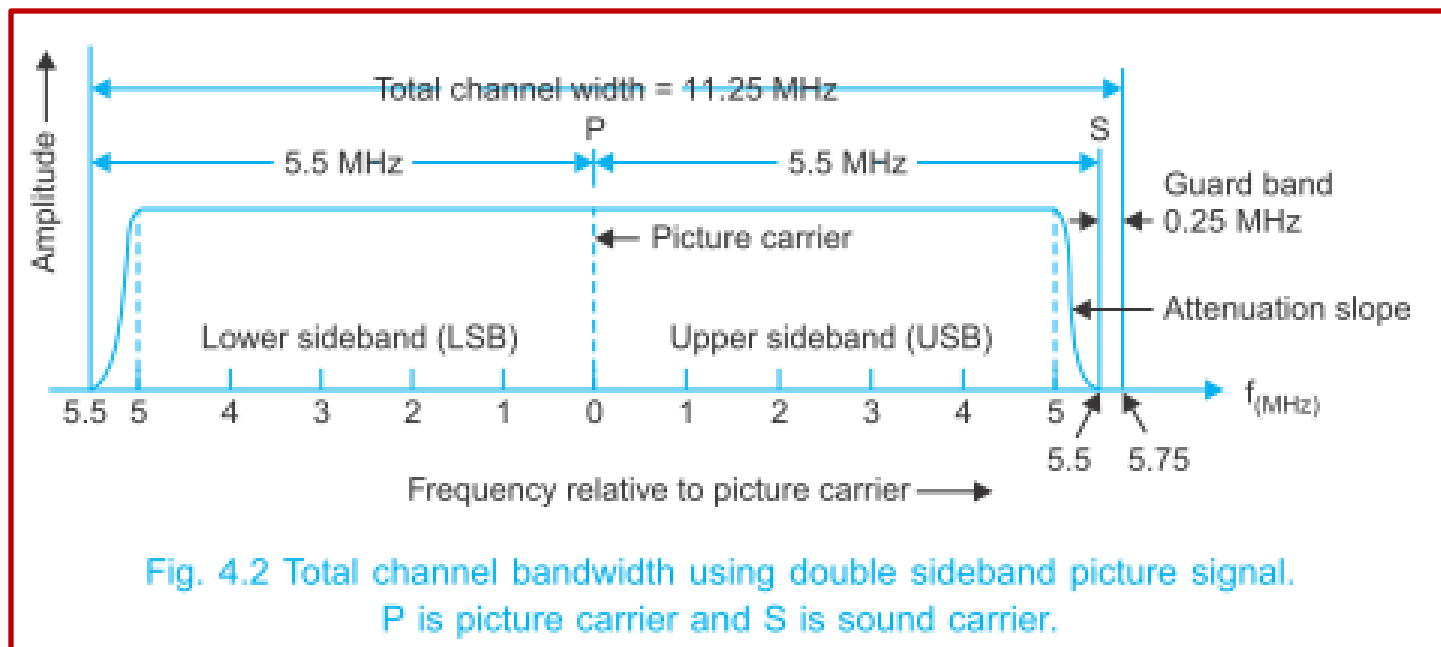 Total channel width = 11.25 MHz
P
S
5.5 MHz
5.5 MHz
Guard band
0.25 MHz
Amplitude
Picture carrier
Attenuation slope
Lower sideband (LSB)
Upper sideband (USB)
5.5 5 4 3 2 1 0 1 2 3 4 5 f(MHz)
5.5 5.75
Frequency relative to picture carrier
Fig. 4.2 Total channel bandwidth using double sideband picture signal.
P is picture carrier and S is sound carrier.